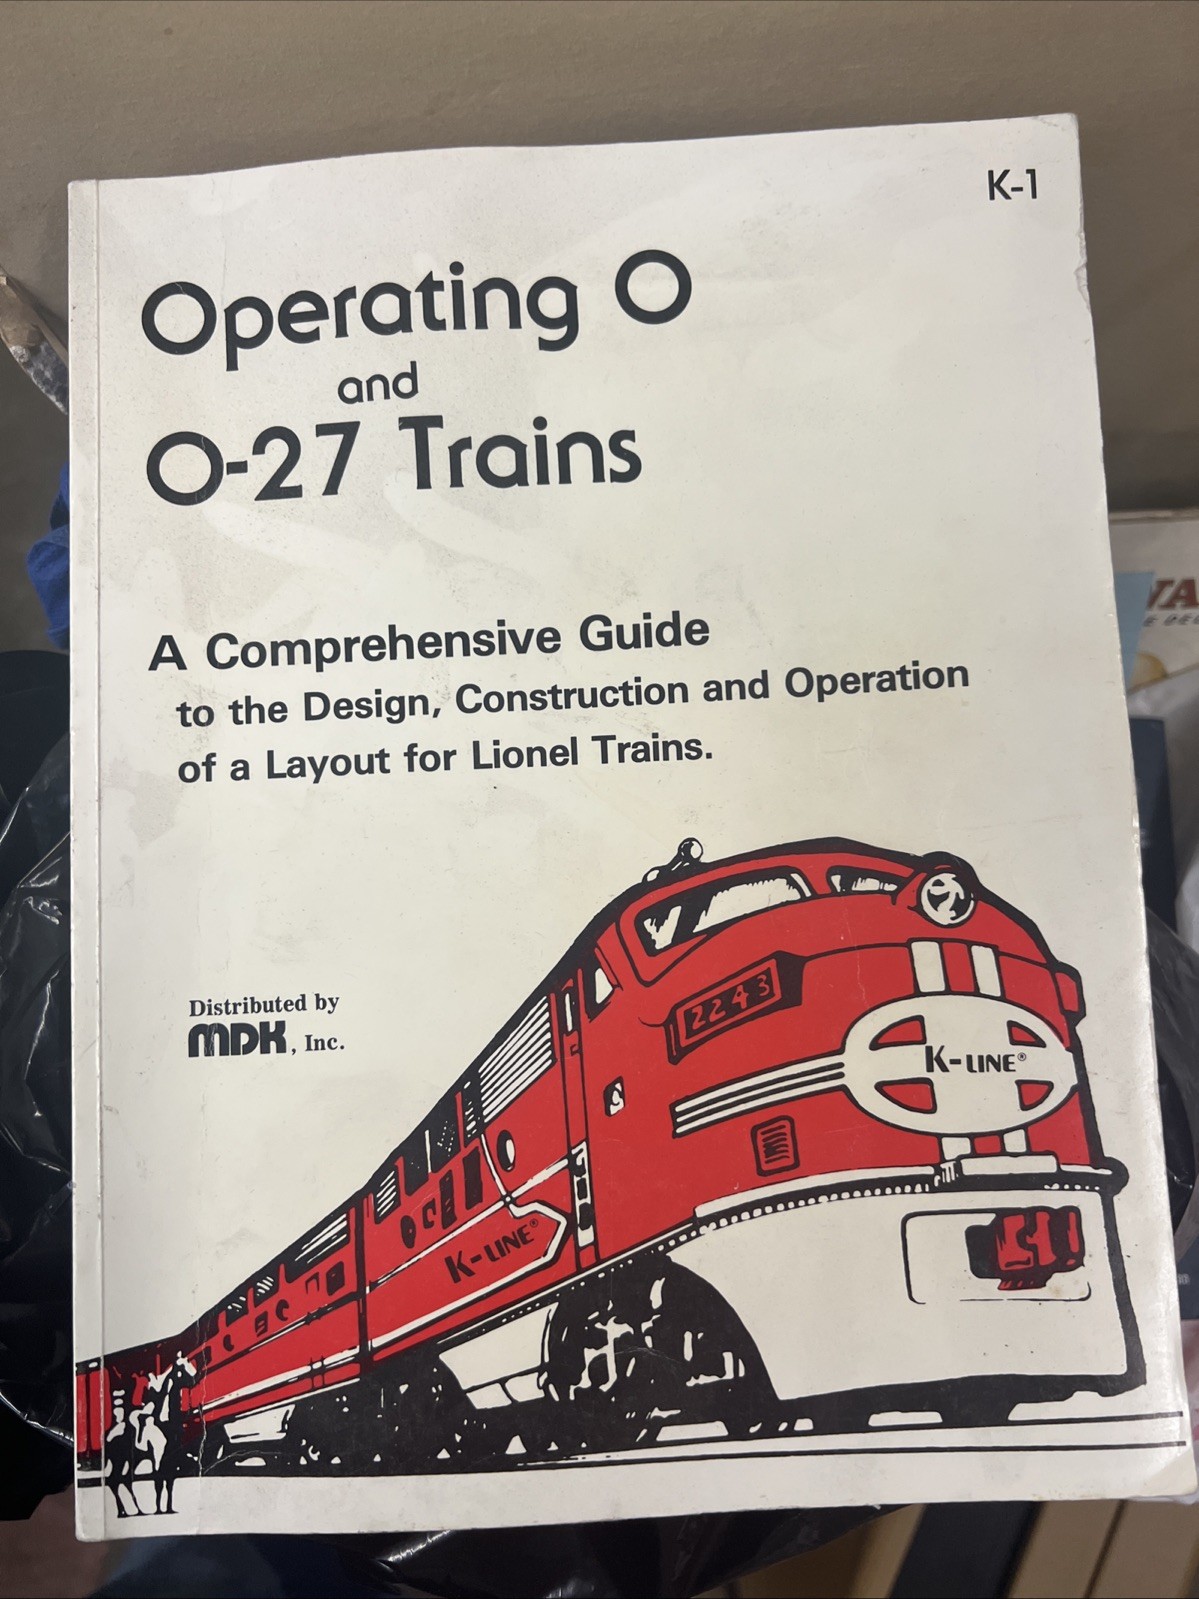 K-1
Operating O
and
O-27 Trains
A Comprehensive Guide
to the Design, Construction and Operation
of a Layout for Lionel Trains.
Distributed by
MDK, Inc.
2243
K-LINE®
K-LINE®